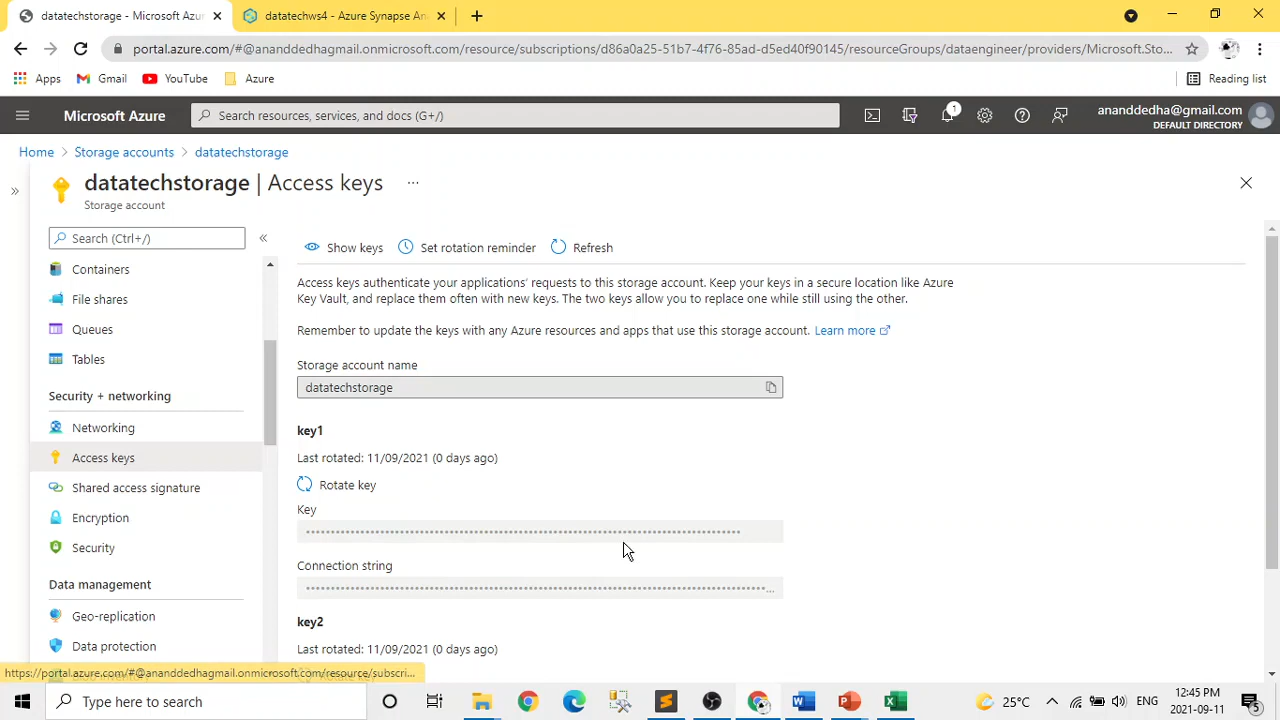 datatechstorage - Microsoft Azur
datatechws4 - Azure Synapse An
portal.azure.com/#@ananddedhagmail.onmicrosoft.com/resource/subscriptions/d86a0a25-51b7-4f76-85a1-d5ed40f90145/resourceGroups/dataengineer/providers/Microsoft.Sto...
Apps
Gmail
YouTube
Azure
Reading list
Microsoft Azure
Search resources, services, and docs (G+/)
1
ananddedha@gmail.com
DEFAULT DIRECTORY
Home > Storage accounts > datatechstorage
datatechstorage | Access keys
...
Storage account
Search (Ctrl+/)
Containers
File shares
Queues
Tables
Security + networking
Networking
Access keys
Shared access signature
Encryption
Security
Data management
Geo-replication
Data protection
Show keys
Set rotation reminder
Refresh
Access keys authenticate your applications' requests to this storage account. Keep your keys in a secure location like Azure
Key Vault, and replace them often with new keys. The two keys allow you to replace one while still using the other.
Remember to update the keys with any Azure resources and apps that use this storage account. Learn more
Storage account name
datatechstorage
key1
Last rotated: 11/09/2021 (0 days ago)
Rotate key
Key
Connection string
key2
Last rotated: 11/09/2021 (0 days ago)
https://portal.azure.com/#@ananddedhagmail.onmicrosoft.com/resource/subscri...
Type here to search
25°C
ENG
12:45 PM
2021-09-11
5